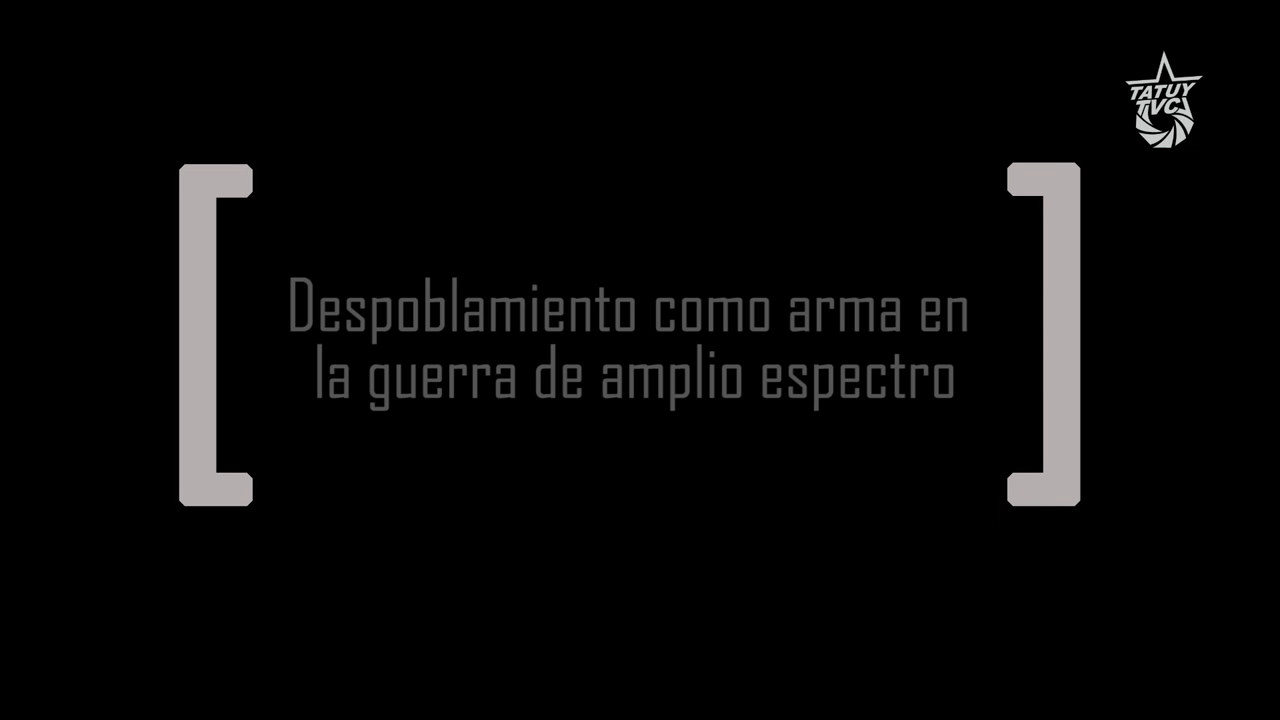 TATUY
TVC
Despoblamiento como arma en
la guerra de amplio espectro